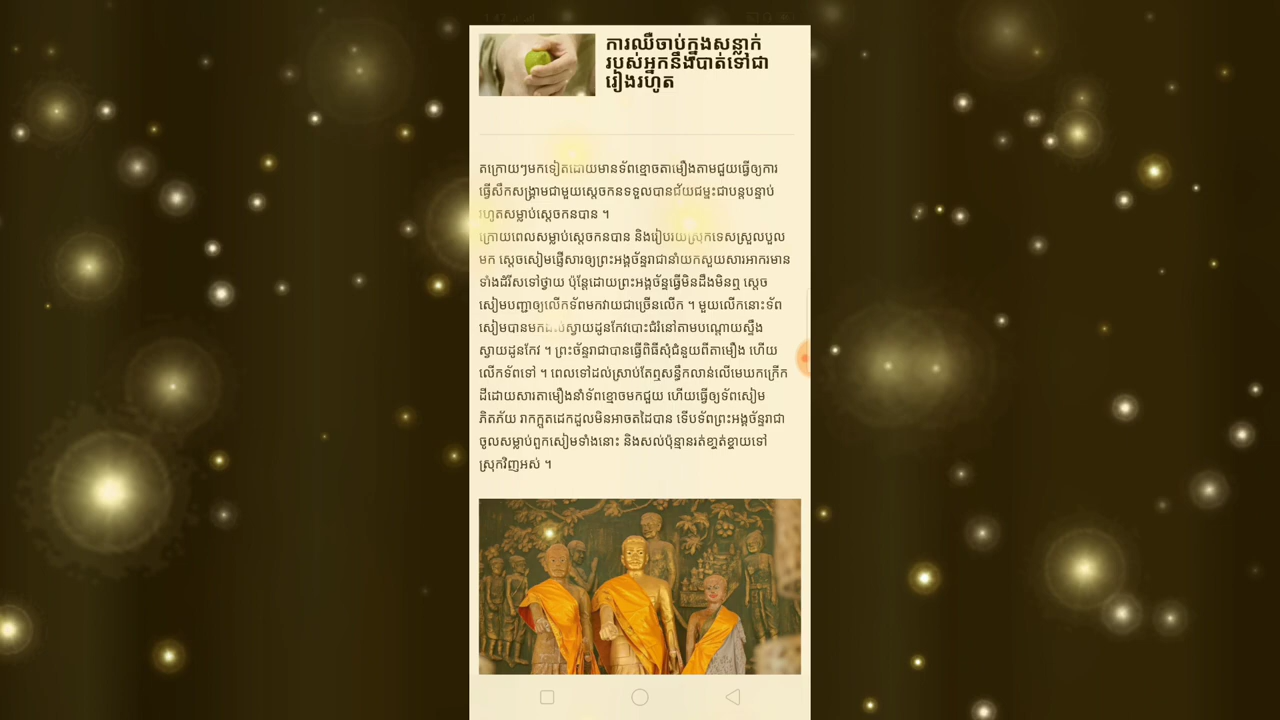 ការឈឺចាប់ក្នុងសន្លាក់
របស់អ្នកនឹងបាត់ទៅជា
រៀងរហូត
តក្រោយៗមកទៀតដោយមានទ័ពខ្មោចតាមឿងតាមជួយធ្វើឲ្យការ
ធ្វើសឹកសង្គ្រាមជាមួយស្ដេចកនទទួលបានជ័យជម្នះជាបន្តបន្ទាប់
រហូតសម្លាប់ស្ដេចកនបាន ។
ក្រោយពេលសម្លាប់ស្ដេចកនបាន និងរៀបរយស្រុកទេសស្រួលបួល
មក ស្ដេចសៀមផ្ញើសារឲ្យព្រះអង្គច័ន្ទរាជានាំយកសួយសារអាករមាន
ទាំងដំរីសទៅថ្វាយ ប៉ុន្តែដោយព្រះអង្គច័ន្ទធ្វើមិនដឹងមិនឮ ស្ដេច
សៀមបញ្ជាឲ្យលើកទ័ពមកវាយជាច្រើនលើក ។ មួយលើកនោះទ័ព
សៀមបានមកដល់ស្វាយដូនកែវបោះជំរំនៅតាមបណ្ដោយស្ទឹង
ស្វាយដូនកែវ ។ ព្រះច័ន្ទរាជាបានធ្វើពិធីសុំជំនួយពីតាមឿង ហើយ
លើកទ័ពទៅ ។ ពេលទៅដល់ស្រាប់តែឮសន្ធឹកលាន់លើមេឃកក្រើក
ដីដោយសារតាមឿងនាំទ័ពខ្មោចមកជួយ ហើយធ្វើឲ្យទ័ពសៀម
ភិតភ័យ រាកក្អួតដេកដួលមិនអាចតដៃបាន ទើបទ័ពព្រះអង្គច័ន្ទរាជា
ចូលសម្លាប់ពួកសៀមទាំងនោះ និងសល់ប៉ុន្មានរត់ខ្ចាត់ខ្ចាយទៅ
ស្រុកវិញអស់ ។